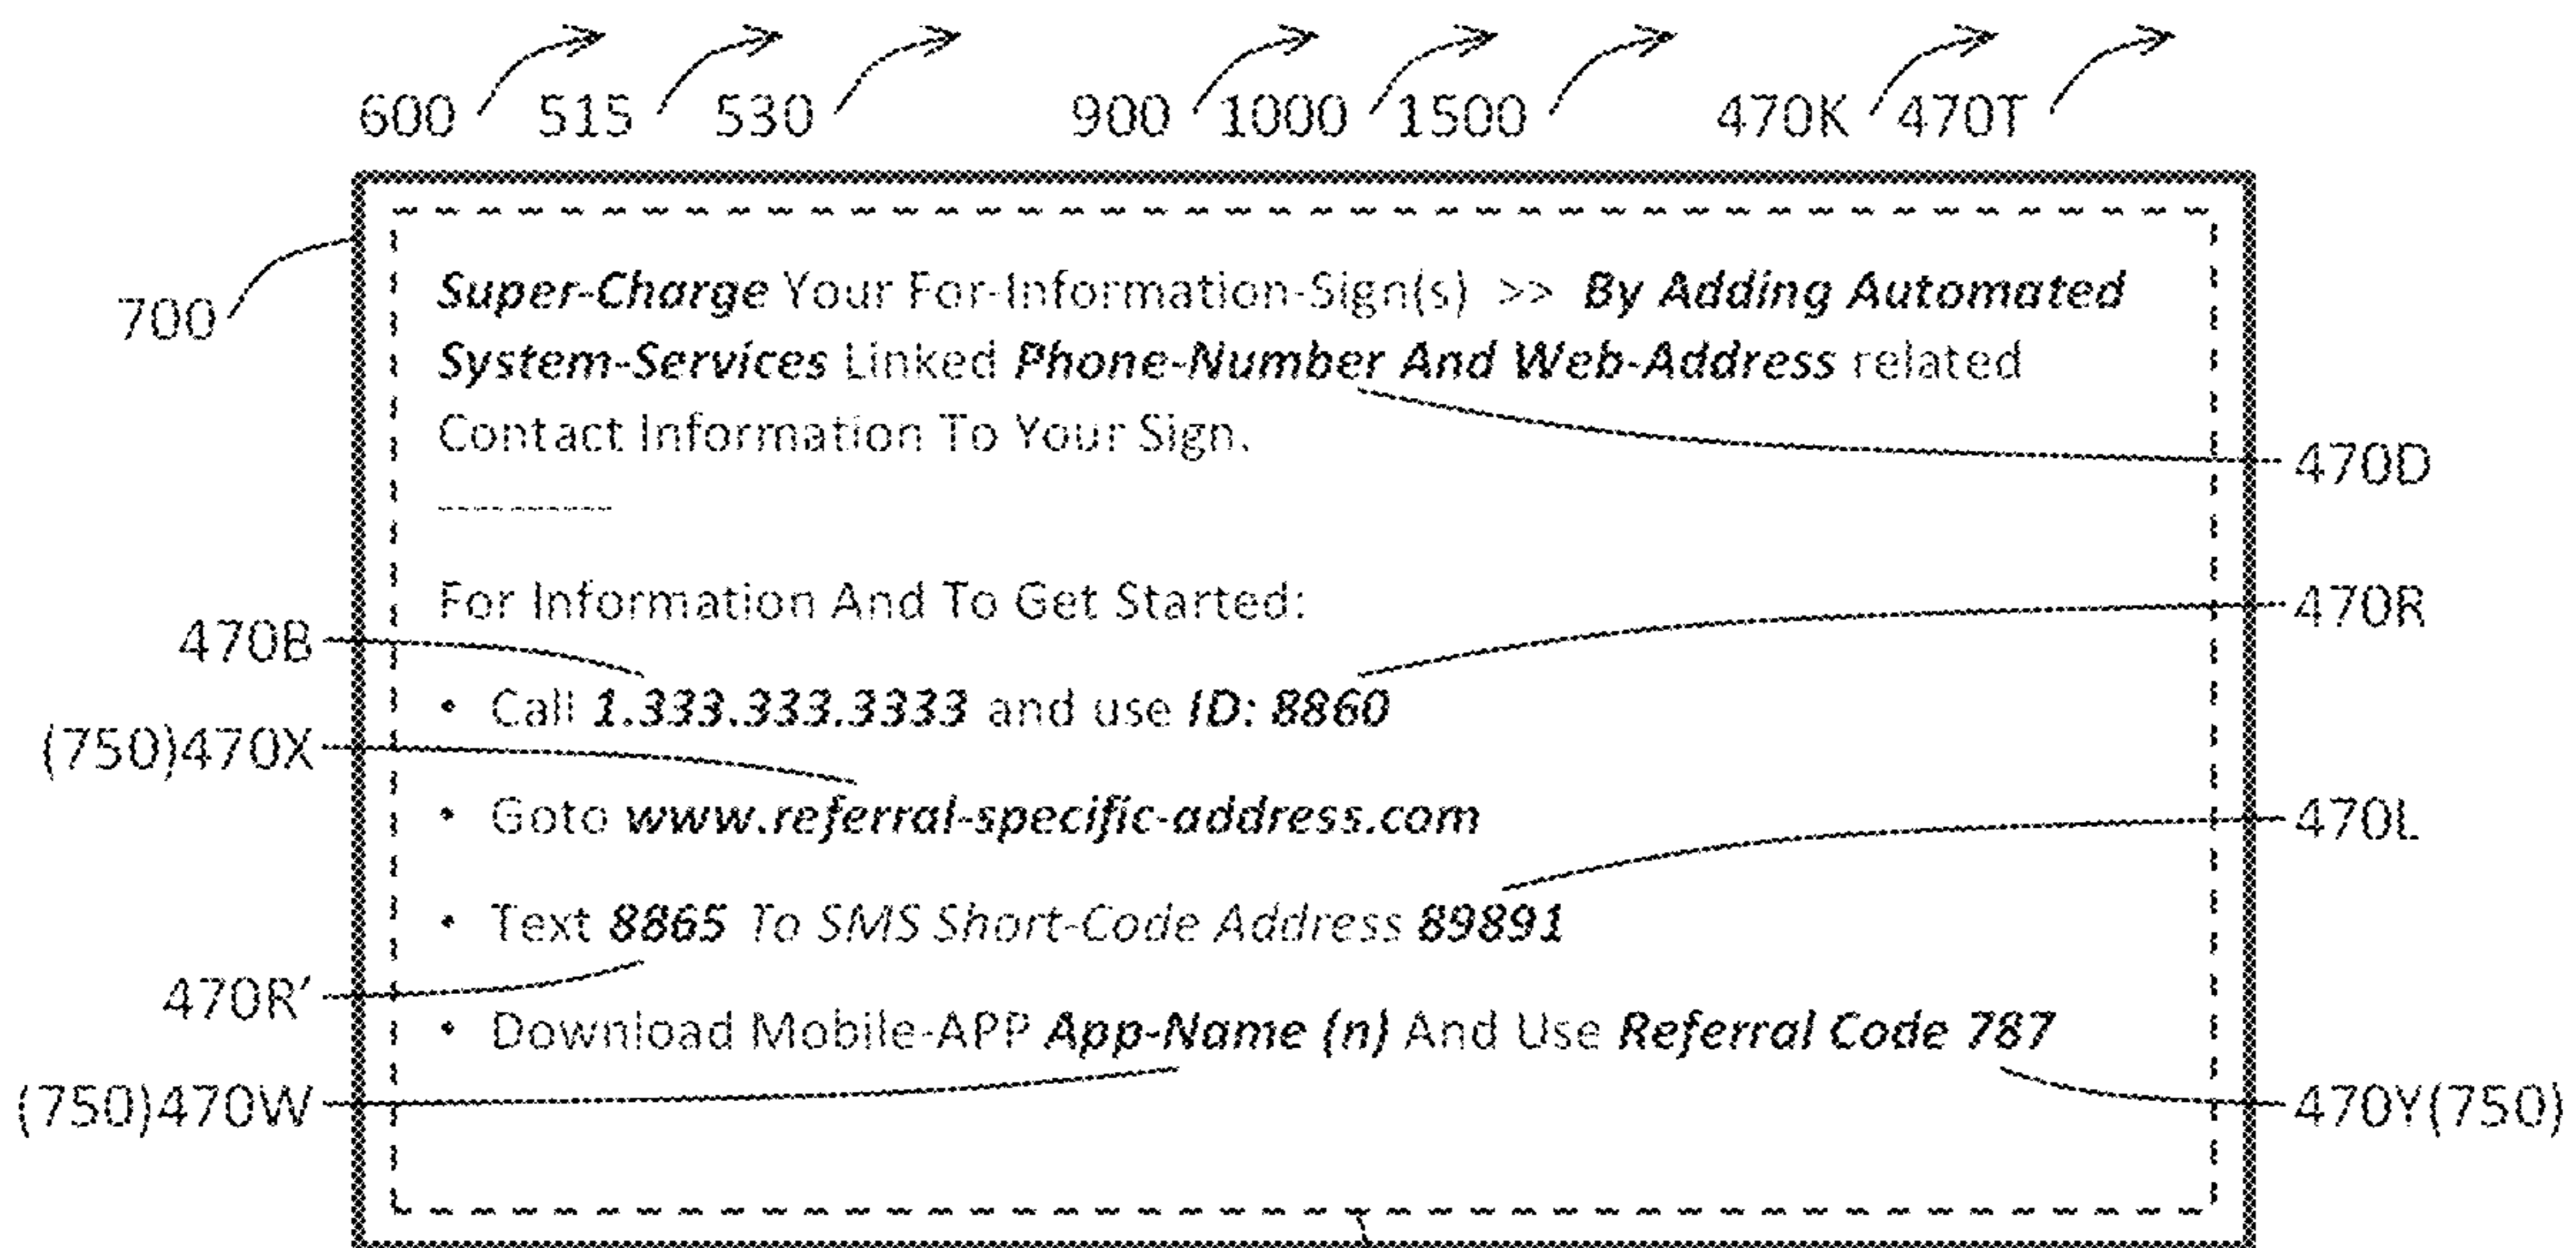 600 515 530 900 1000 1500 470K 470T
700
Super-Charge Your For-Information-Sign(s) >> By Adding Automated
System-Services Linked Phone-Number And Web-Address related
Contact Information To Your Sign.
470D
----------
For Information And To Get Started:
470R
470B
• Call 1.333.333.3333 and use ID: 8860
(750)470X
• Goto www.referral-specific-address.com
470L
• Text 8865 To SMS Short-Code Address 89891
470R'
• Download Mobile-APP App-Name (n) And Use Referral Code 787
(750)470W
470Y(750)